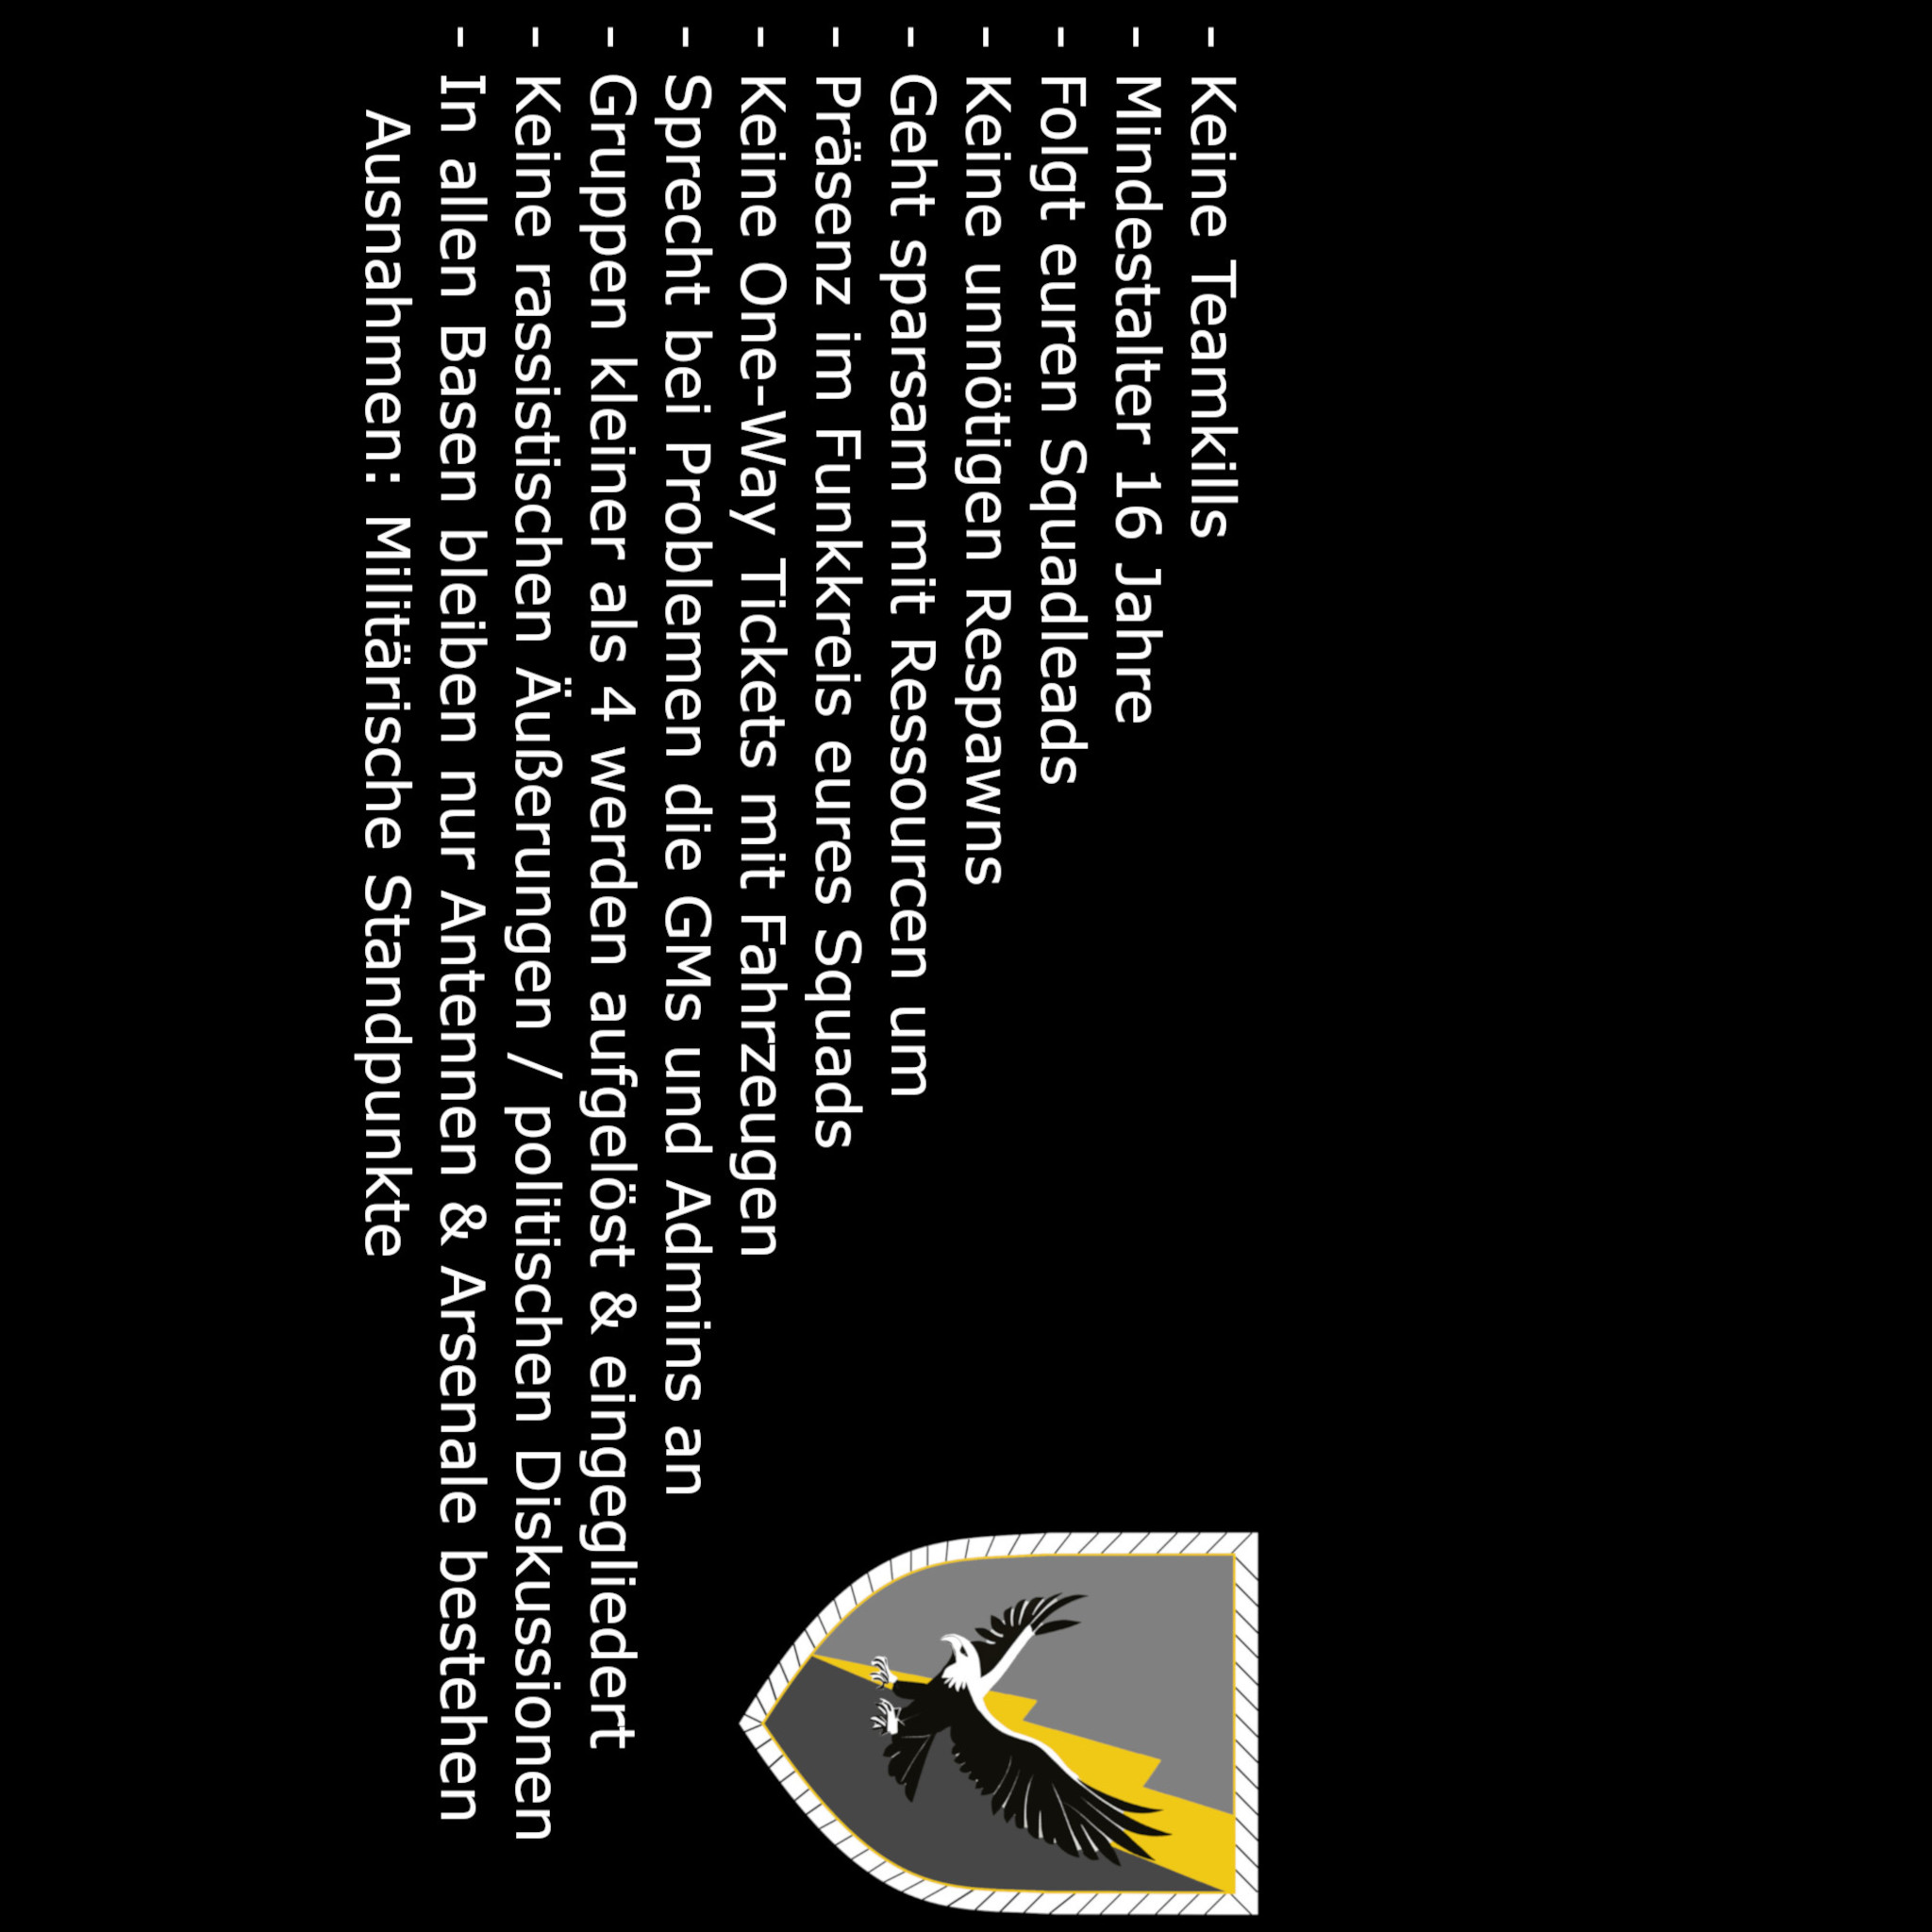 - Keine Teamkills
- Mindestalter 16 Jahre
- Folgt euren Squadleads
- Keine unnötigen Respawns
- Geht sparsam mit Ressourcen um
- Präsenz im Funkkreis eures Squads
- Keine One-Way Tickets mit Fahrzeugen
- Sprecht bei Problemen die GMs und Admins an
- Gruppen kleiner als 4 werden aufgelöst & eingegliedert
- Keine rassistischen Äußerungen / politischen Diskussionen
- In allen Basen bleiben nur Antennen & Arsenale bestehen
Ausnahmen: Militärische Standpunkte